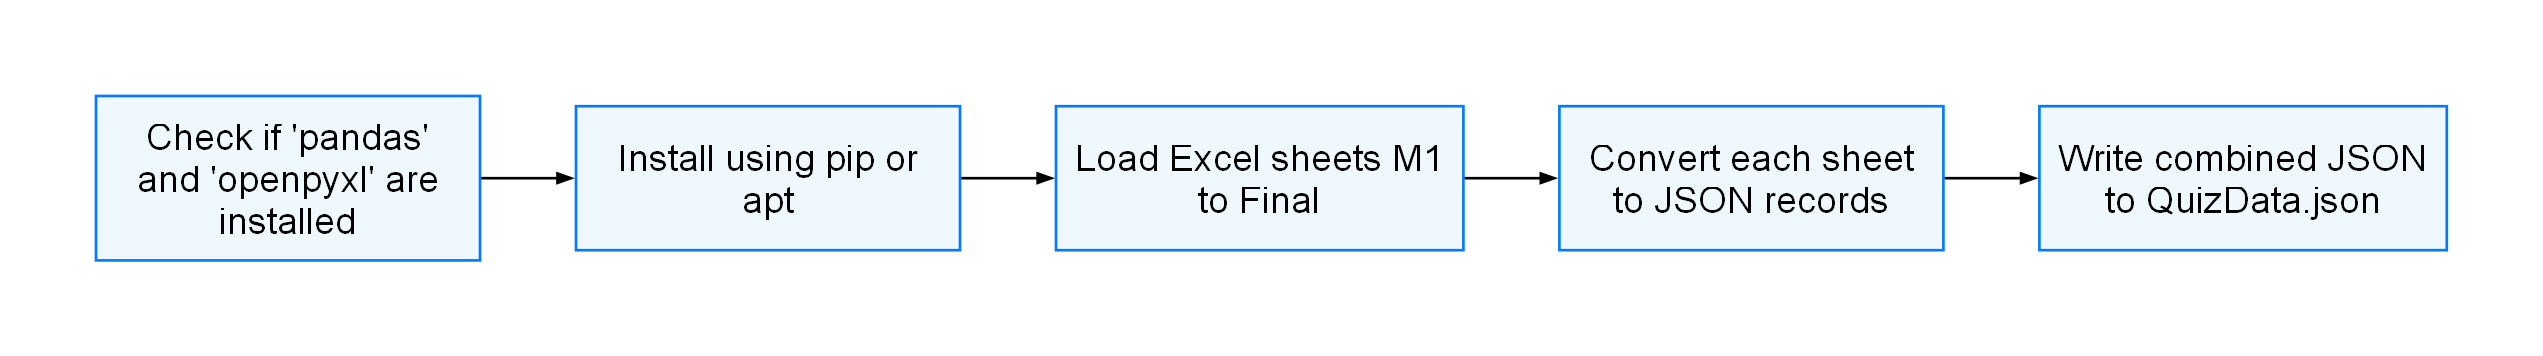 Check if 'pandas'
and 'openpyxl' are
installed
Install using pip or
apt
Load Excel sheets M1
to Final
Convert each sheet
to JSON records
Write combined JSON
to QuizData.json